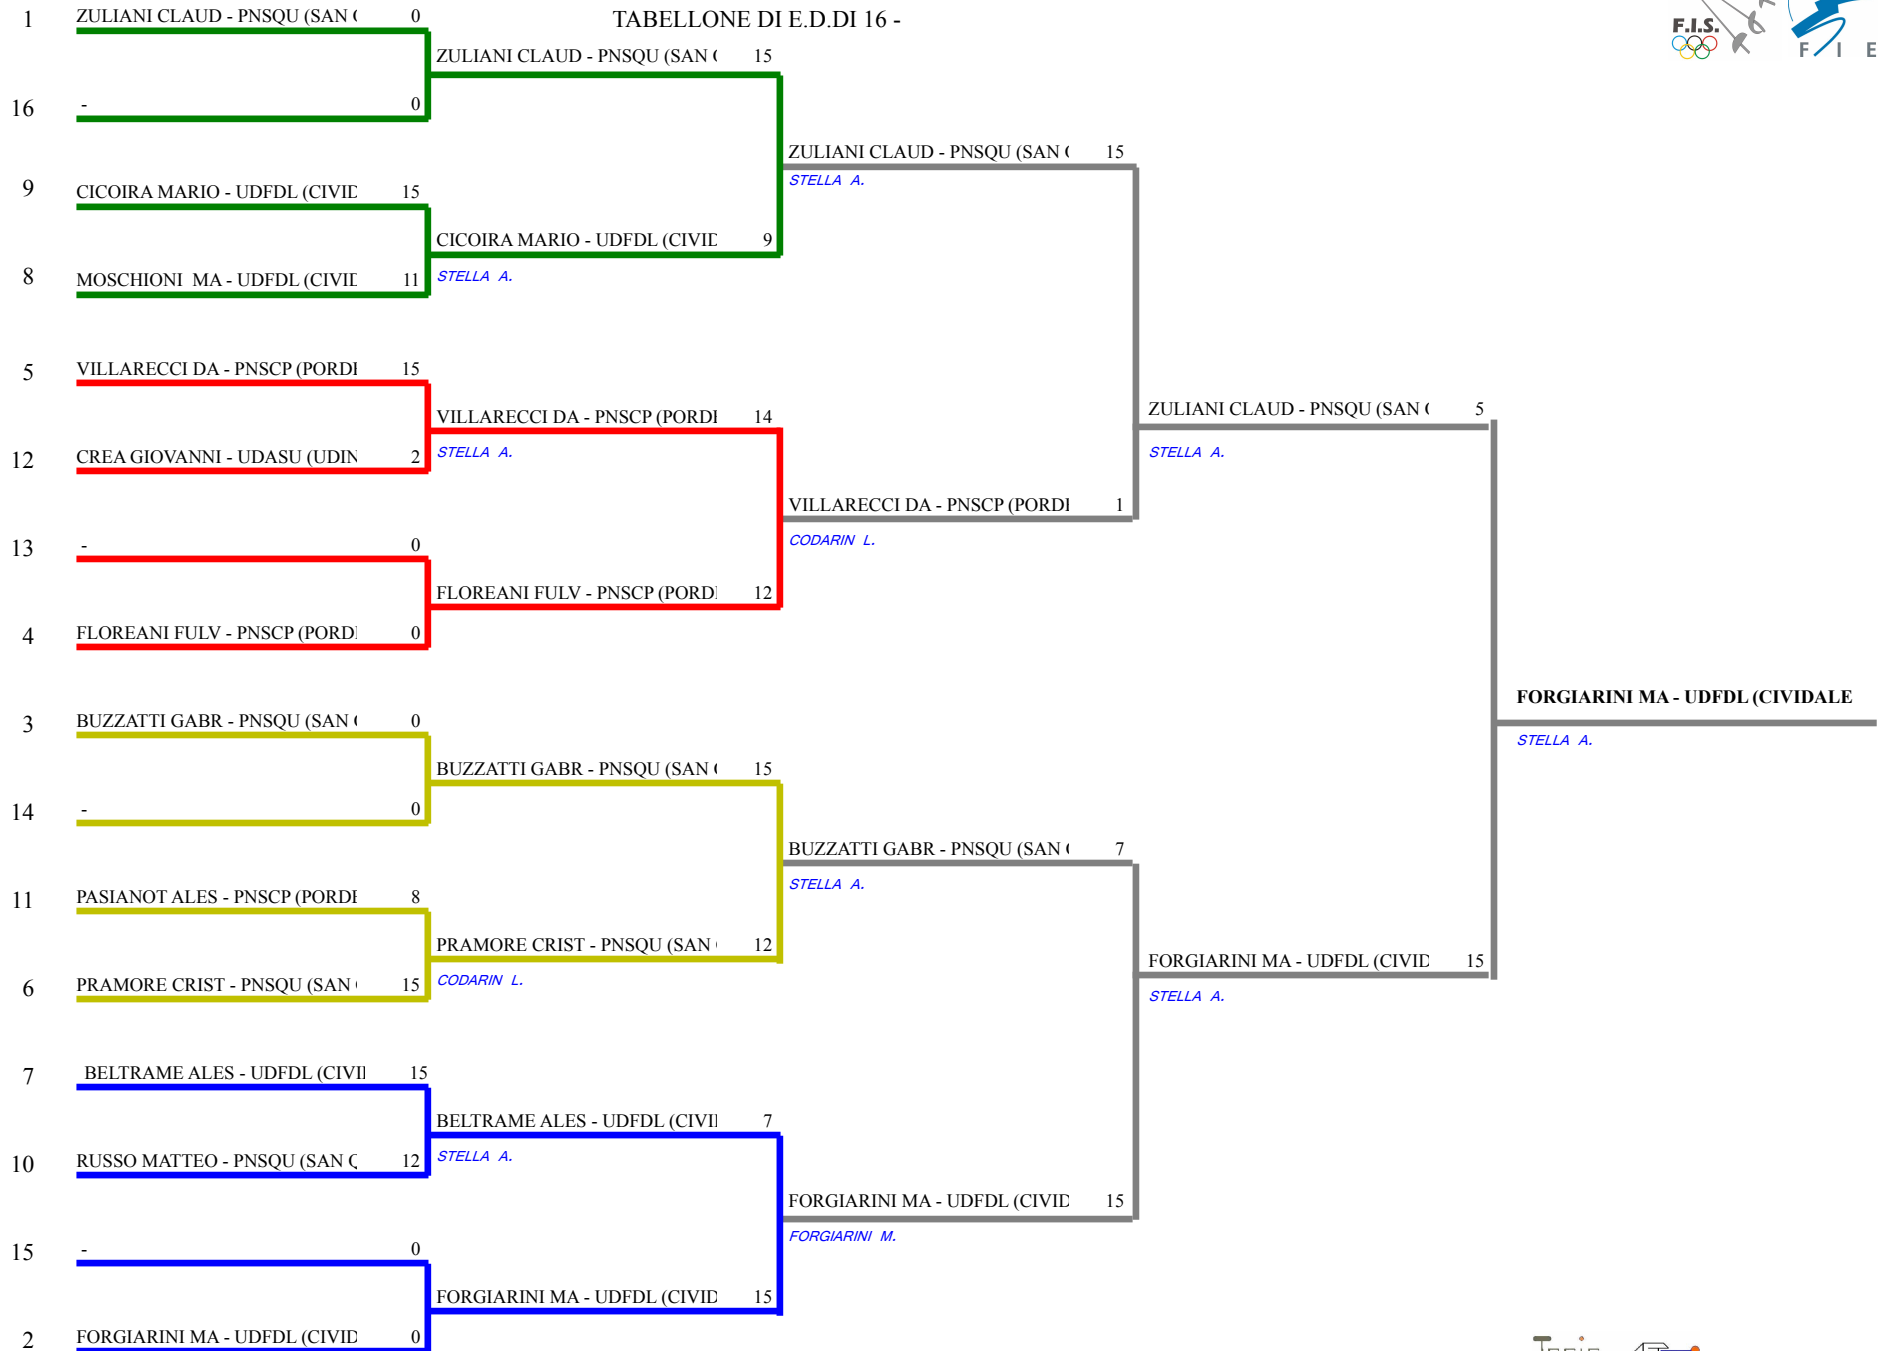 TABELLONE DI E.D.DI 16 -
F.I.S.
F I E
1 ZULIANI CLAUD - PNSQU (SAN 0
ZULIANI CLAUD - PNSQU (SAN 15
16 - 0
ZULIANI CLAUD - PNSQU (SAN 15
STELLA A.
9 CICOIRA MARIO - UDFDL (CIVID 15
CICOIRA MARIO - UDFDL (CIVID 9
STELLA A.
8 MOSCHIONI MA - UDFDL (CIVID 11
5 VILLARECCI DA - PNSCP (PORDE 15
VILLARECCI DA - PNSCP (PORDE 14
STELLA A.
12 CREA GIOVANNI - UDASU (UDIN 2
ZULIANI CLAUD - PNSQU (SAN 5
STELLA A.
VILLARECCI DA - PNSCP (PORDE 1
CODARIN L.
13 - 0
FLOREANI FULV - PNSCP (PORD 12
4 FLOREANI FULV - PNSCP (PORD 0
FORGIARINI MA - UDFDL (CIVIDALE
STELLA A.
3 BUZZATTI GABR - PNSQU (SAN 0
BUZZATTI GABR - PNSQU (SAN 15
14 - 0
BUZZATTI GABR - PNSQU (SAN 7
STELLA A.
11 PASIANOT ALES - PNSCP (PORDE 8
PRAMORE CRIST - PNSQU (SAN 12
CODARIN L.
6 PRAMORE CRIST - PNSQU (SAN 15
FORGIARINI MA - UDFDL (CIVID 15
STELLA A.
7 BELTRAME ALES - UDFDL (CIVI 15
BELTRAME ALES - UDFDL (CIVI 7
STELLA A.
10 RUSSO MATTEO - PNSQU (SAN Q 12
FORGIARINI MA - UDFDL (CIVID 15
FORGIARINI M.
15 - 0
FORGIARINI MA - UDFDL (CIVID 15
2 FORGIARINI MA - UDFDL (CIVID 0